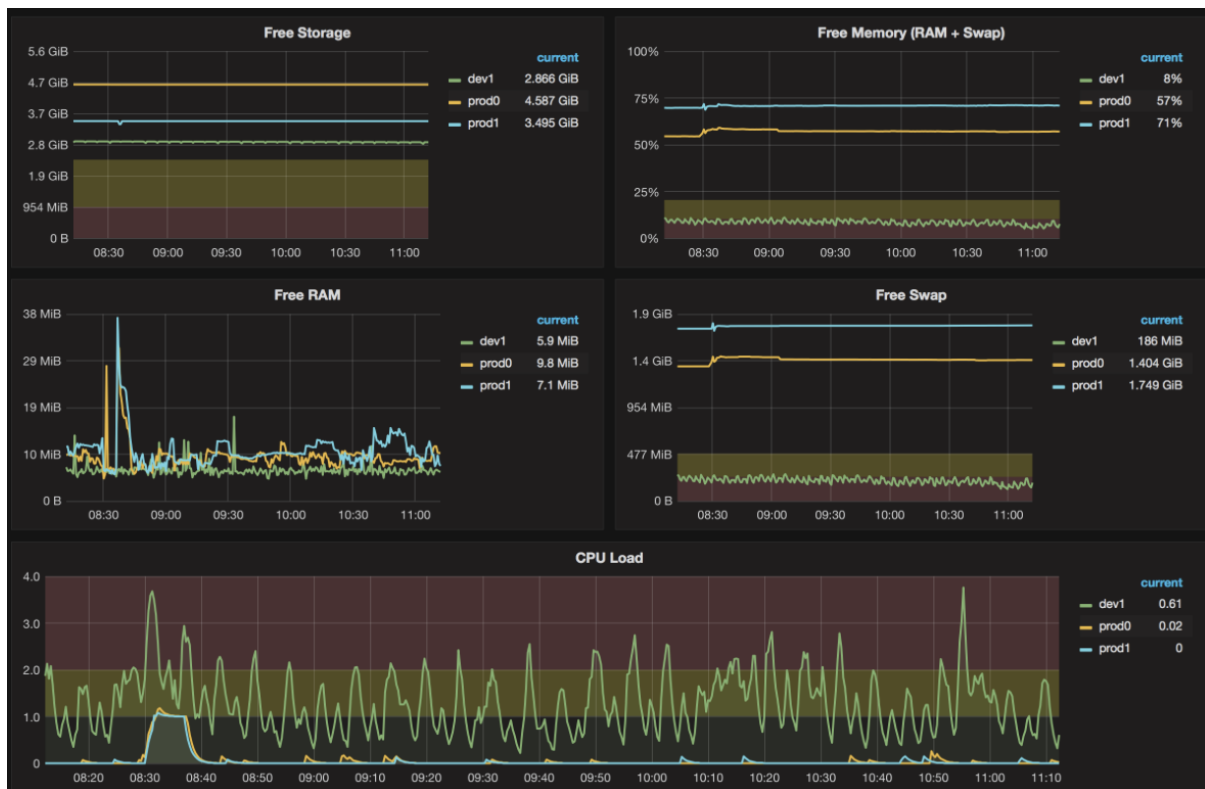 Free Storage
5.6 GiB
4.7 GiB
3.7 GiB
2.8 GiB
1.9 GiB
954 MiB
0 B
08:30 09:00 09:30 10:00 10:30 11:00
current
dev1 2.866 GiB
prod0 4.587 GiB
prod1 3.495 GiB
Free Memory (RAM + Swap)
100%
75%
50%
25%
0%
08:30 09:00 09:30 10:00 10:30 11:00
current
dev1 8%
prod0 57%
prod1 71%
Free RAM
38 MiB
29 MiB
19 MiB
10 MiB
0 B
08:30 09:00 09:30 10:00 10:30 11:00
current
dev1 5.9 MiB
prod0 9.8 MiB
prod1 7.1 MiB
Free Swap
1.9 GiB
1.4 GiB
954 MiB
477 MiB
0 B
08:30 09:00 09:30 10:00 10:30 11:00
current
dev1 186 MiB
prod0 1.404 GiB
prod1 1.749 GiB
CPU Load
4.0
3.0
2.0
1.0
0
08:20 08:30 08:40 08:50 09:00 09:10 09:20 09:30 09:40 09:50 10:00 10:10 10:20 10:30 10:40 10:50 11:00 11:10
current
dev1 0.61
prod0 0.02
prod1 0